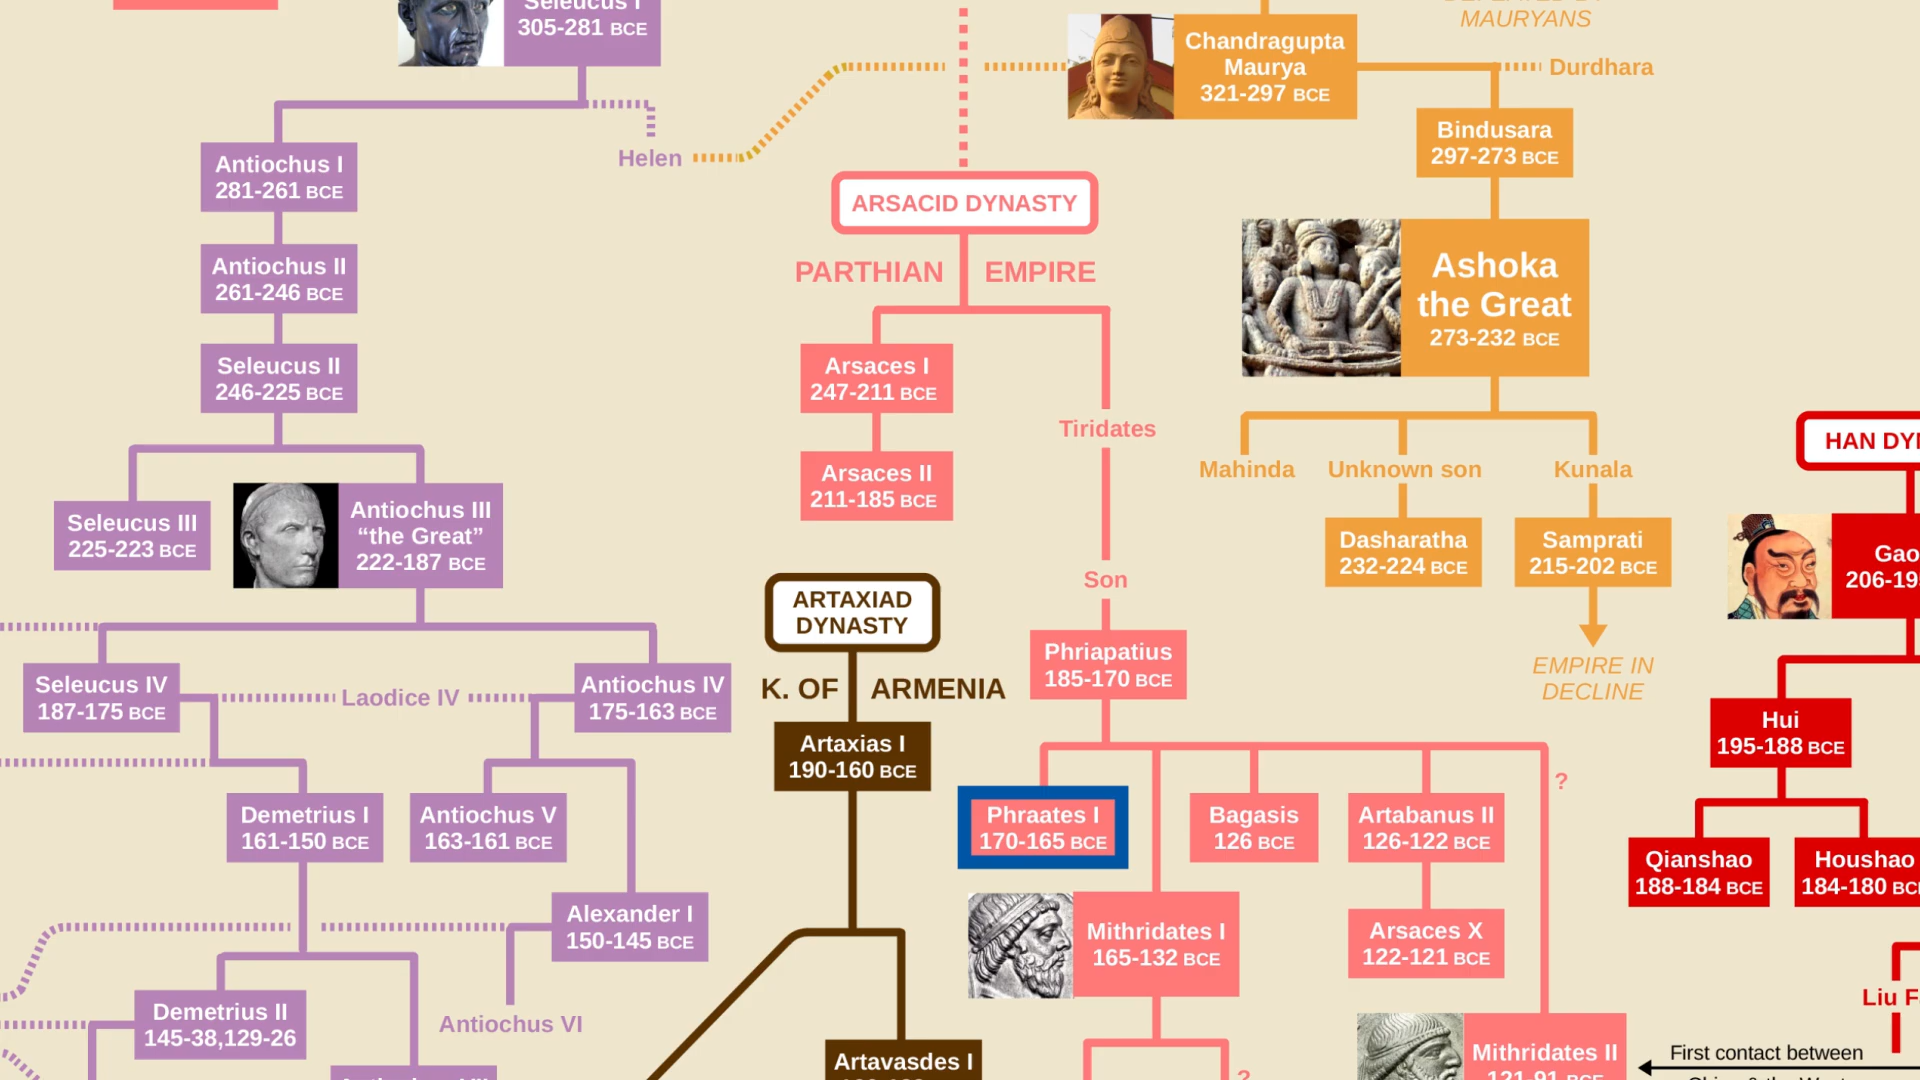 Seleucus I
305-281 BCE
MAURYANS
Chandragupta
Maurya
321-297 BCE
Durdhara
Helen
Bindusara
297-273 BCE
Antiochus I
281-261 BCE
ARSACID DYNASTY
PARTHIAN EMPIRE
Antiochus II
261-246 BCE
Ashoka
the Great
273-232 BCE
Seleucus II
246-225 BCE
Arsaces I
247-211 BCE
Tiridates
HAN DYN
Arsaces II
211-185 BCE
Mahinda
Unknown son
Kunala
Seleucus III
225-223 BCE
Antiochus III
“the Great”
222-187 BCE
Dasharatha
232-224 BCE
Samprati
215-202 BCE
Gao
206-195
Son
ARTAXIAD
DYNASTY
Phriapatius
185-170 BCE
EMPIRE IN
DECLINE
Seleucus IV
187-175 BCE
Laodice IV
Antiochus IV
175-163 BCE
K. OF ARMENIA
Hui
195-188 BCE
Artaxias I
190-160 BCE
?
Demetrius I
161-150 BCE
Antiochus V
163-161 BCE
Phraates I
170-165 BCE
Bagasis
126 BCE
Artabanus II
126-122 BCE
Qianshao
188-184 BCE
Houshao
184-180 BCE
Alexander I
150-145 BCE
Mithridates I
165-132 BCE
Arsaces X
122-121 BCE
Liu F
Demetrius II
145-38,129-26
Antiochus VI
Artavasdes I
?
Mithridates II
121-91 BCE
First contact between